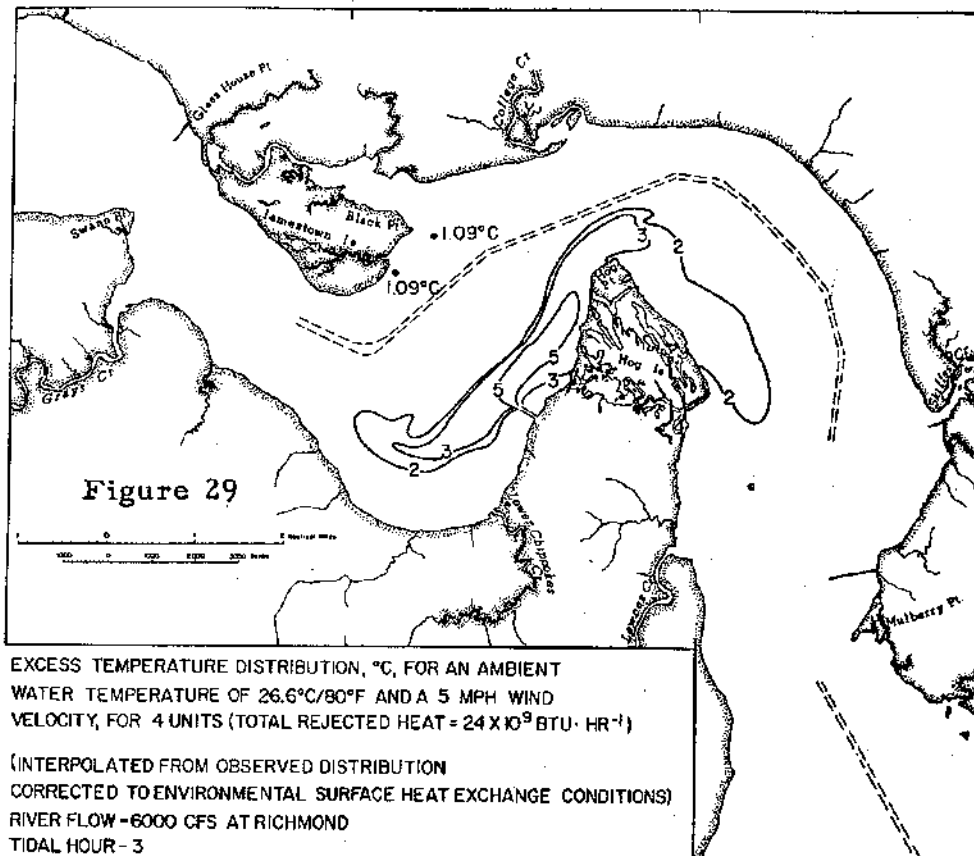 Glass House Pt
College Cr
Swann Pt
Jamestown Is
Black Pt
1.09°C
1.09°C
3
2
Hog
Hog Is
5
5
3
2
3
2
Grays Cr
Figure 29
Lower Chippokes Cr
Lawnes Cr
Mulberry Pt.
EXCESS TEMPERATURE DISTRIBUTION, °C, FOR AN AMBIENT
WATER TEMPERATURE OF 26.6°C/80°F AND A 5 MPH WIND
VELOCITY, FOR 4 UNITS (TOTAL REJECTED HEAT = 24 X 10⁹ BTU· HR⁻¹)
(INTERPOLATED FROM OBSERVED DISTRIBUTION
CORRECTED TO ENVIRONMENTAL SURFACE HEAT EXCHANGE CONDITIONS)
RIVER FLOW - 6000 CFS AT RICHMOND
TIDAL HOUR - 3